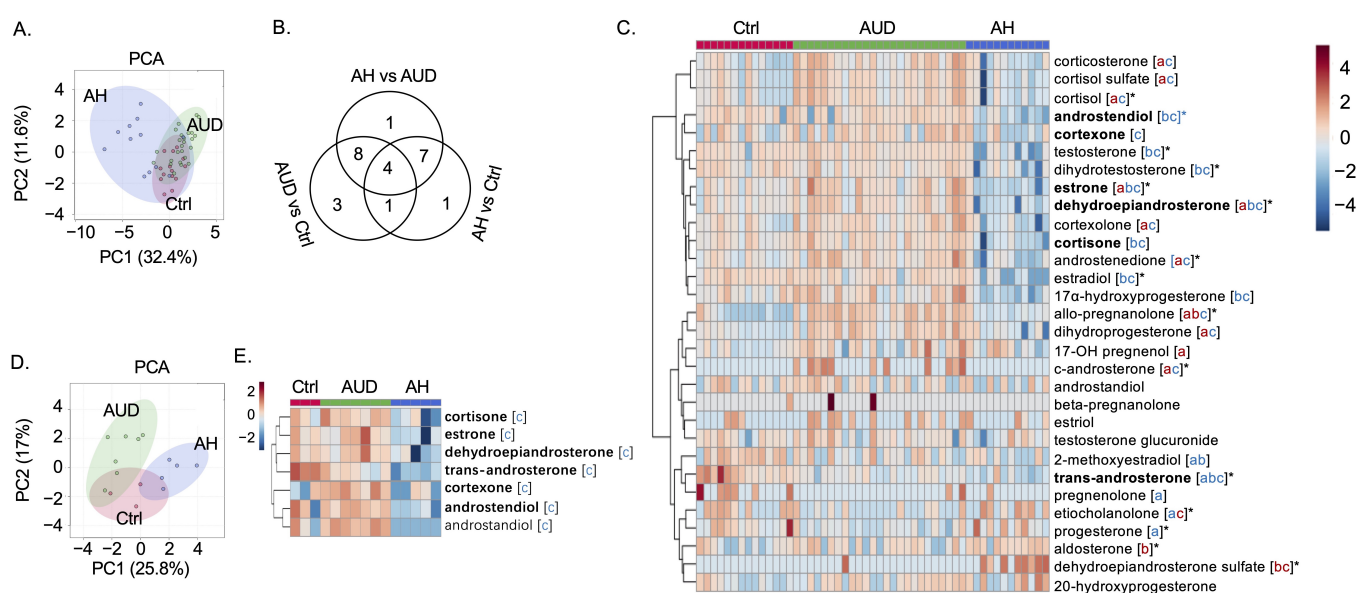 A.
PCA
AH
AUD
Ctrl
PC2 (11.6%)
4
2
0
−2
−4
−10
−5
0
5
PC1 (32.4%)
B.
AH vs AUD
1
8
7
4
3
1
1
AUD vs Ctrl
AH vs Ctrl
C.
Ctrl
AUD
AH
corticosterone [ac]
cortisol sulfate [ac]
cortisol [ac]*
androstendiol [bc]*
cortexone [c]
testosterone [bc]*
dihydrotestosterone [bc]*
estrone [abc]*
dehydroepiandrosterone [abc]*
cortexolone [ac]
cortisone [bc]
androstenedione [ac]*
estradiol [bc]*
17α-hydroxyprogesterone [bc]
allo-pregnanolone [abc]*
dihydroprogesterone [ac]
17-OH pregnenol [a]
c-androsterone [ac]*
androstandiol
beta-pregnanolone
estriol
testosterone glucuronide
2-methoxyestradiol [ab]
trans-androsterone [abc]*
pregnenolone [a]
etiocholanolone [ac]*
progesterone [a]*
aldosterone [b]*
dehydroepiandrosterone sulfate [bc]*
20-hydroxyprogesterone
4
2
0
−2
−4
D.
PCA
AUD
AH
Ctrl
PC2 (17%)
4
2
0
−2
−4
−4
−2
0
2
4
PC1 (25.8%)
E.
2
1
0
−2
Ctrl
AUD
AH
cortisone [c]
estrone [c]
dehydroepiandrosterone [c]
trans-androsterone [c]
cortexone [c]
androstendiol [c]
androstandiol [c]